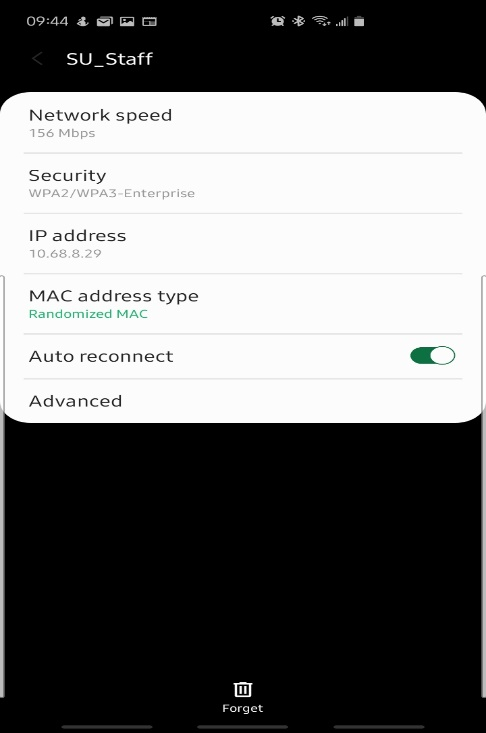 09:44
SU_Staff
Network speed
156 Mbps
Security
WPA2/WPA3-Enterprise
IP address
10.68.8.29
MAC address type
Randomized MAC
Auto reconnect
Advanced
Forget